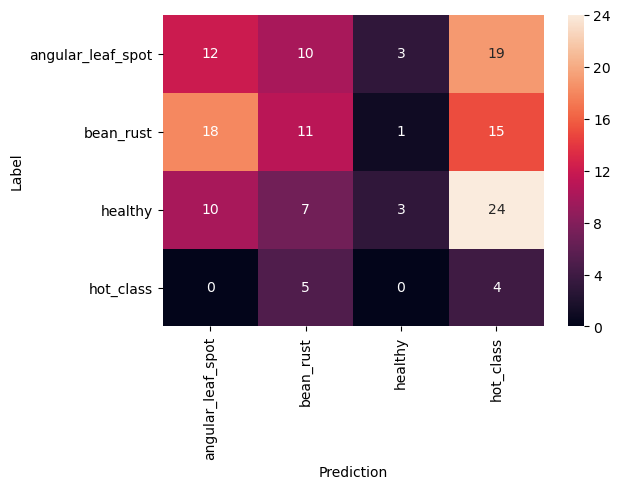 angular_leaf_spot 12 10 3 19
bean_rust 18 11 1 15
healthy 10 7 3 24
hot_class 0 5 0 4
Label
angular_leaf_spot
bean_rust
healthy
hot_class
Prediction
24
20
16
12
8
4
0